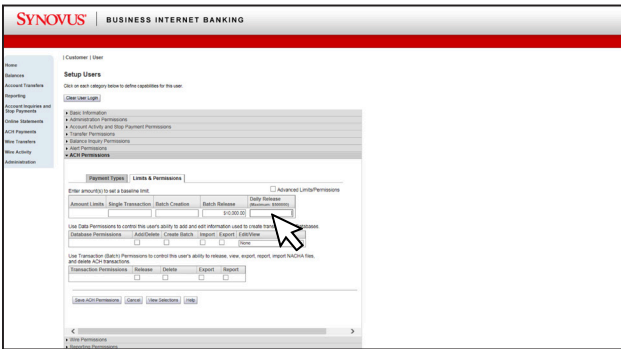 SYNOVUS® | BUSINESS INTERNET BANKING
| Customer | User
Home
Balances
Account Transfers
Reporting
Account Inquiries and
Stop Payments
Online Statements
ACH Payments
Wire Transfers
Wire Activity
Administration
Setup Users
Click on each category below to define capabilities for this user.
Clear User Login
Basic Information
Administration Permissions
Account Activity and Stop Payment Permissions
Transfer Permissions
Balance Inquiry Permissions
Alert Permissions
ACH Permissions
Payment Types Limits & Permissions
Enter amount(s) to set a baseline limit. Advanced Limits/Permissions
Amount Limits Single Transaction Batch Creation Batch Release Daily Release
$10,000.00
Use Data Permissions to control this user's ability to add and edit information used to create
Database Permissions Add/Delete Create Batch Import Export Edit/View
None
Use Transaction (Batch) Permissions to control this user's ability to release, view, export, report, import NACHA files,
and delete ACH transactions.
Transaction Permissions Release Delete Export Report
Save ACH Permissions Cancel View Selections Help
Wire Permissions
Reporting Permissions